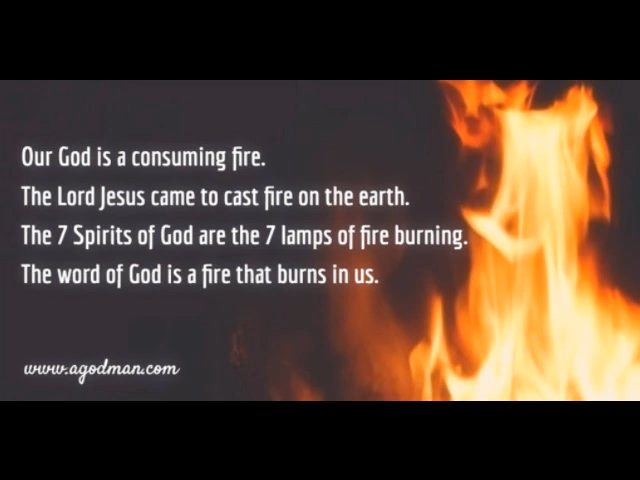 Our God is a consuming fire.
The Lord Jesus came to cast fire on the earth.
The 7 Spirits of God are the 7 lamps of fire burning.
The word of God is a fire that burns in us.
www.agodman.com